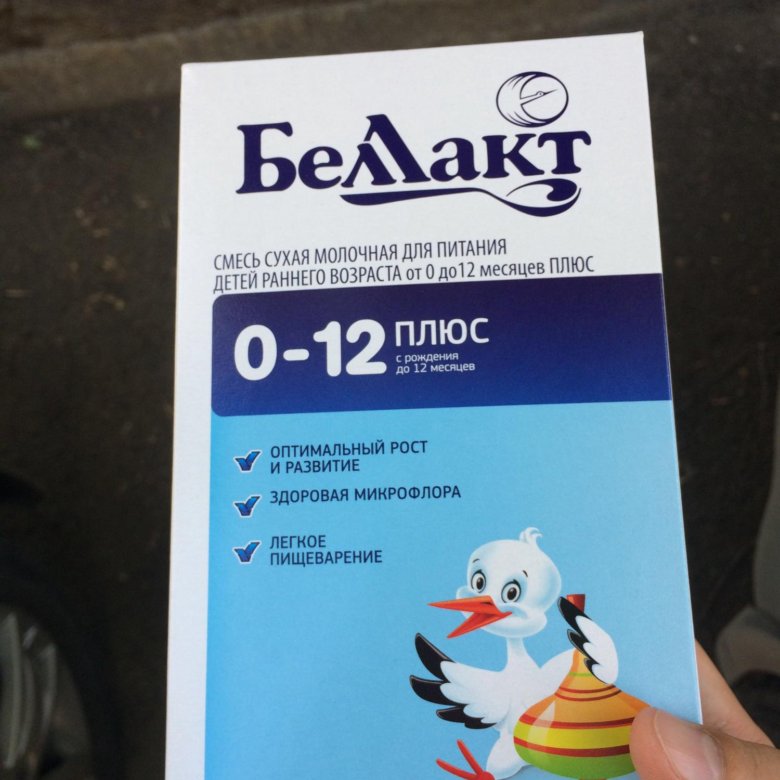 Беллакт
СМЕСЬ СУХАЯ МОЛОЧНАЯ ДЛЯ ПИТАНИЯ
ДЕТЕЙ РАННЕГО ВОЗРАСТА от 0 до12 месяцев ПЛЮС
0-12 ПЛЮС
с рождения
до 12 месяцев
ОПТИМАЛЬНЫЙ РОСТ
И РАЗВИТИЕ
ЗДОРОВАЯ МИКРОФЛОРА
ЛЕГКОЕ
ПИЩЕВАРЕНИЕ